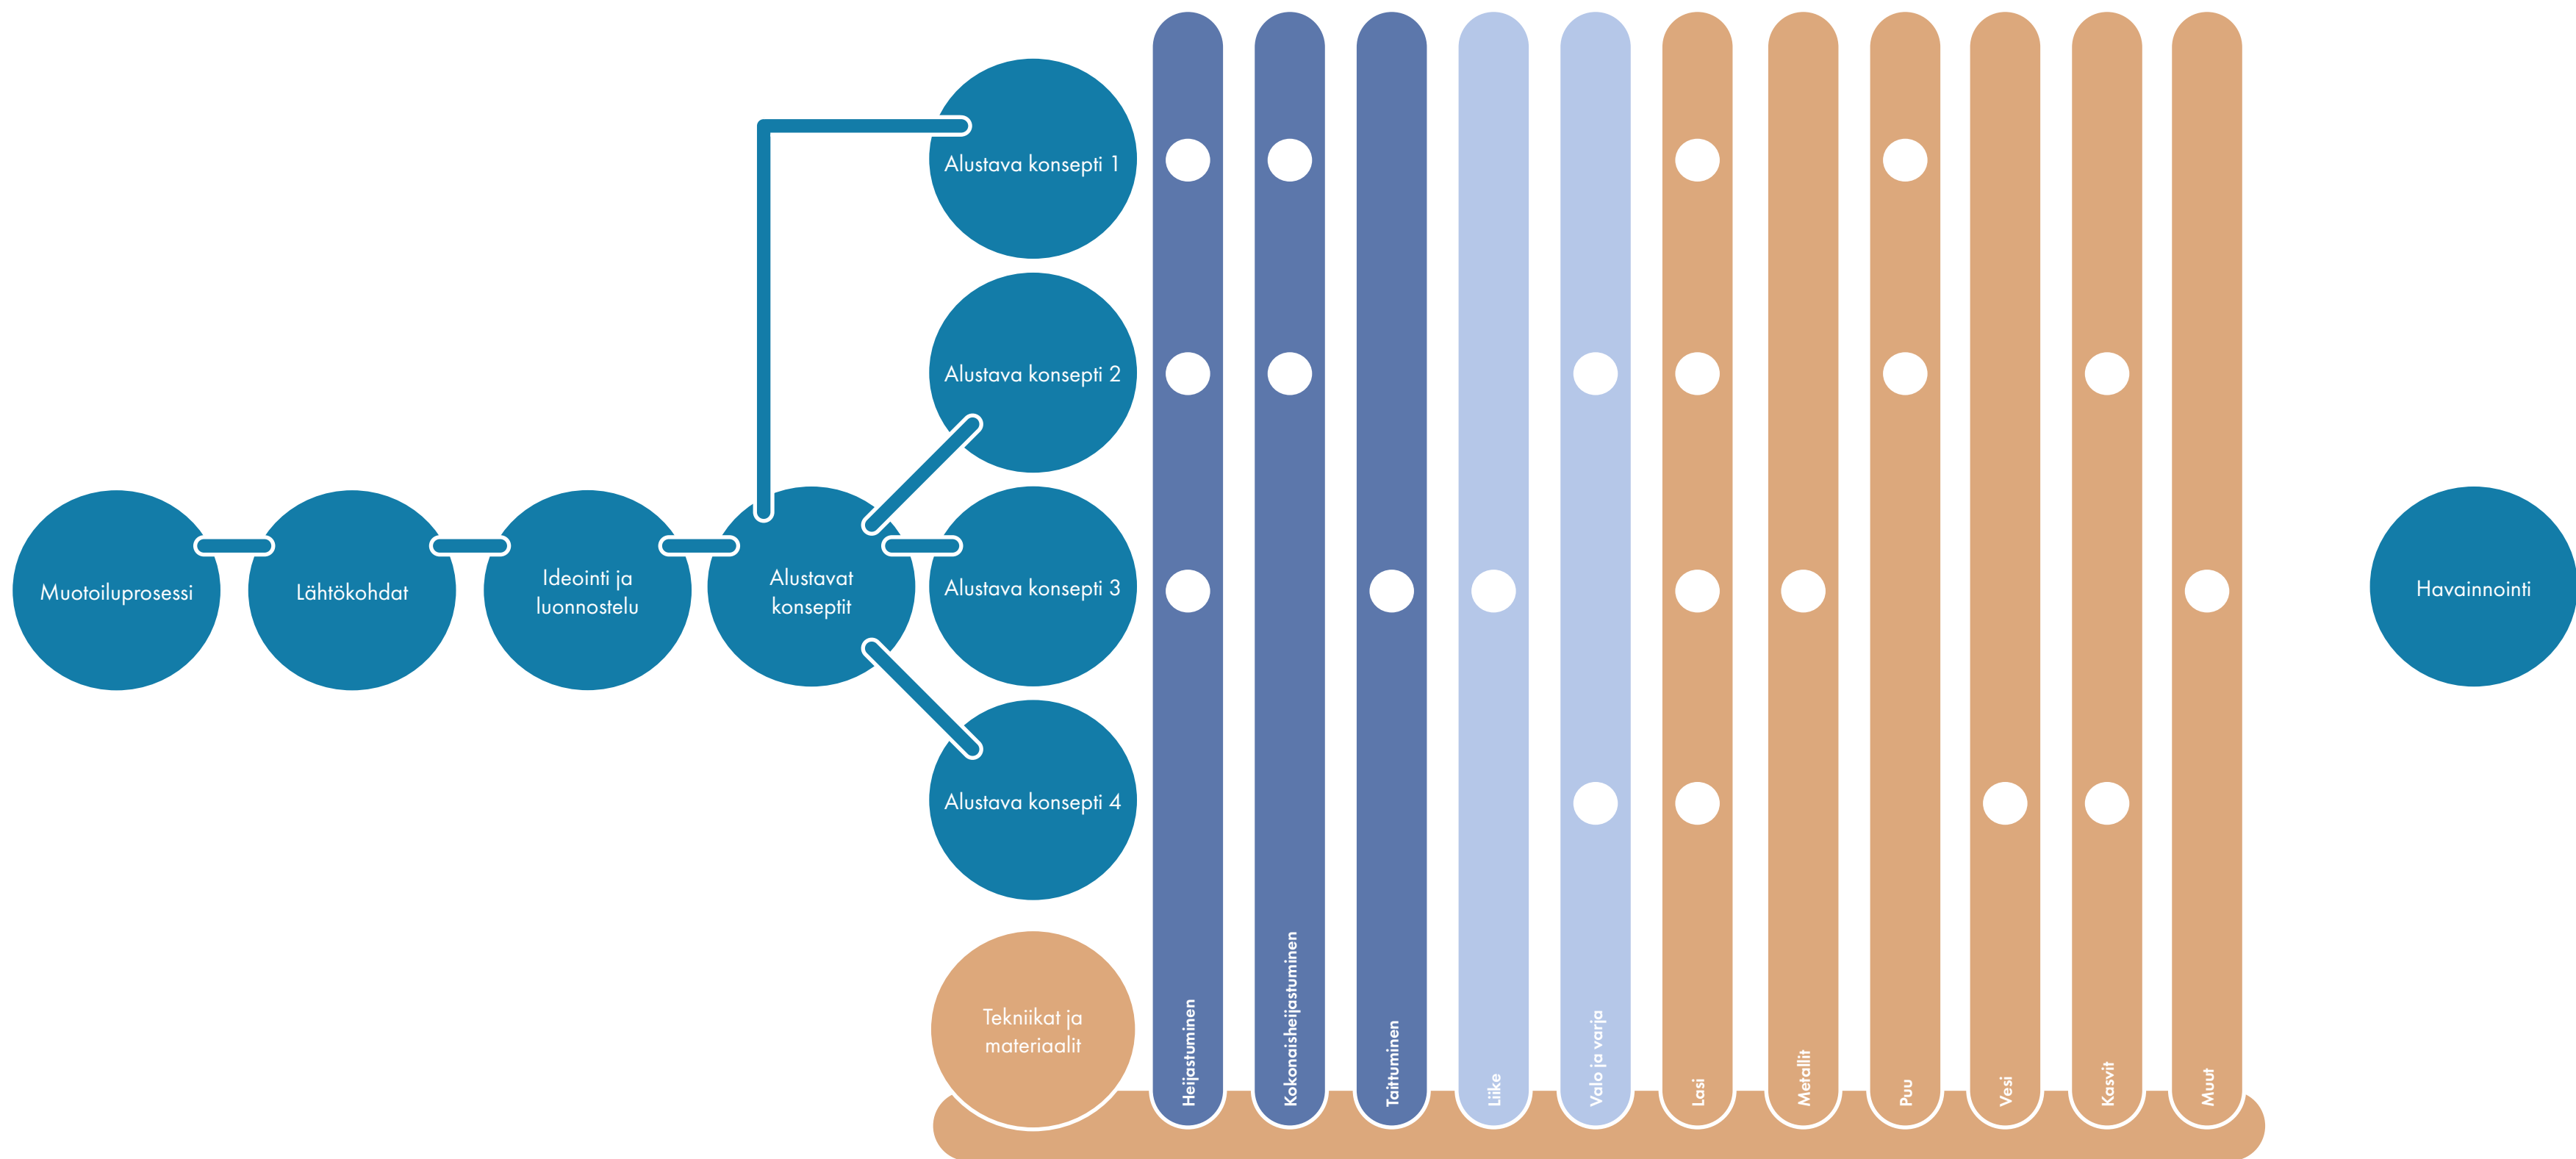 Muotoiluprosessi
Lähtökohdat
Ideointi ja
luonnostelu
Alustavat
konseptit
Alustava konsepti 1
Alustava konsepti 2
Alustava konsepti 3
Alustava konsepti 4
Tekniikat ja
materiaalit
Heijastuminen
Kokonaisheijastuminen
Taittuminen
Liike
Valo ja varja
Lasi
Metallit
Puu
Vesi
Kasvit
Muut
Havainnointi